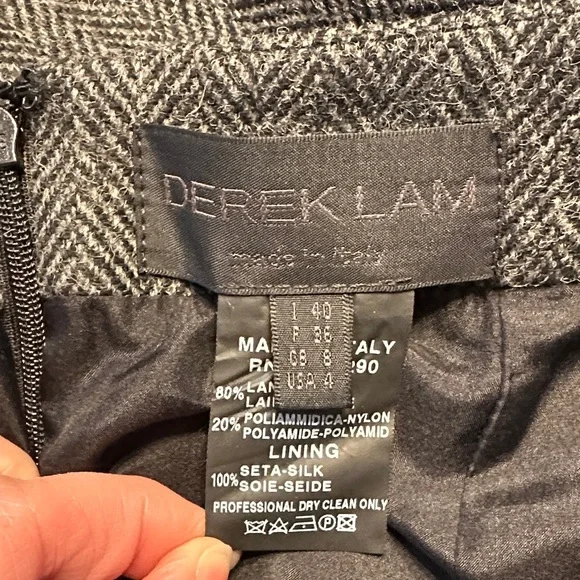 DEREK LAM
made in Italy
I 40
F 36
GB 8
USA 4
MA ALY
RN 290
80% LAN
LAI
20% POLIAMMIDICA-NYLON
POLYAMIDE-POLYAMID
LINING
100% SETA-SILK
SOIE-SEIDE
PROFESSIONAL DRY CLEAN ONLY